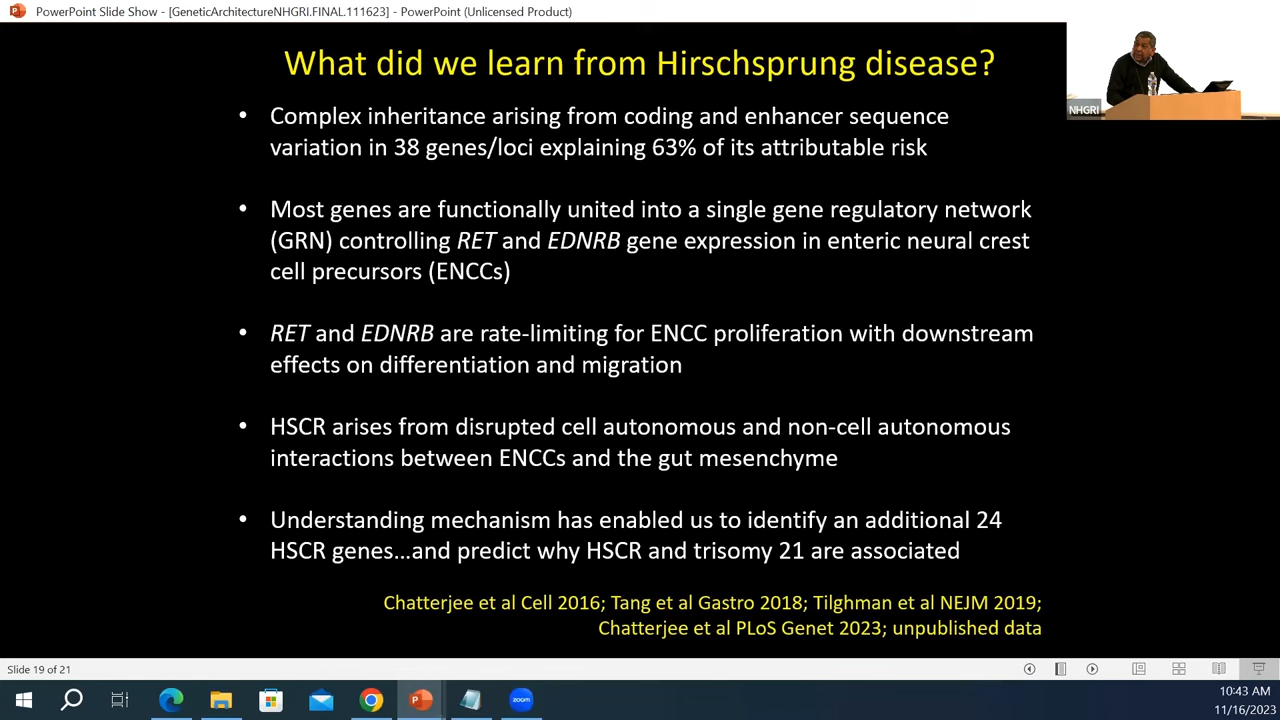 PowerPoint Slide Show - [GeneticArchitectureNHGRI.FINAL.111623] - PowerPoint (Unlicensed Product)
What did we learn from Hirschsprung disease?
NHGRI
• Complex inheritance arising from coding and enhancer sequence
variation in 38 genes/loci explaining 63% of its attributable risk
• Most genes are functionally united into a single gene regulatory network
(GRN) controlling RET and EDNRB gene expression in enteric neural crest
cell precursors (ENCCs)
• RET and EDNRB are rate-limiting for ENCC proliferation with downstream
effects on differentiation and migration
• HSCR arises from disrupted cell autonomous and non-cell autonomous
interactions between ENCCs and the gut mesenchyme
• Understanding mechanism has enabled us to identify an additional 24
HSCR genes…and predict why HSCR and trisomy 21 are associated
Chatterjee et al Cell 2016; Tang et al Gastro 2018; Tilghman et al NEJM 2019;
Chatterjee et al PLoS Genet 2023; unpublished data
Slide 19 of 21
zoom
10:43 AM
11/16/2023